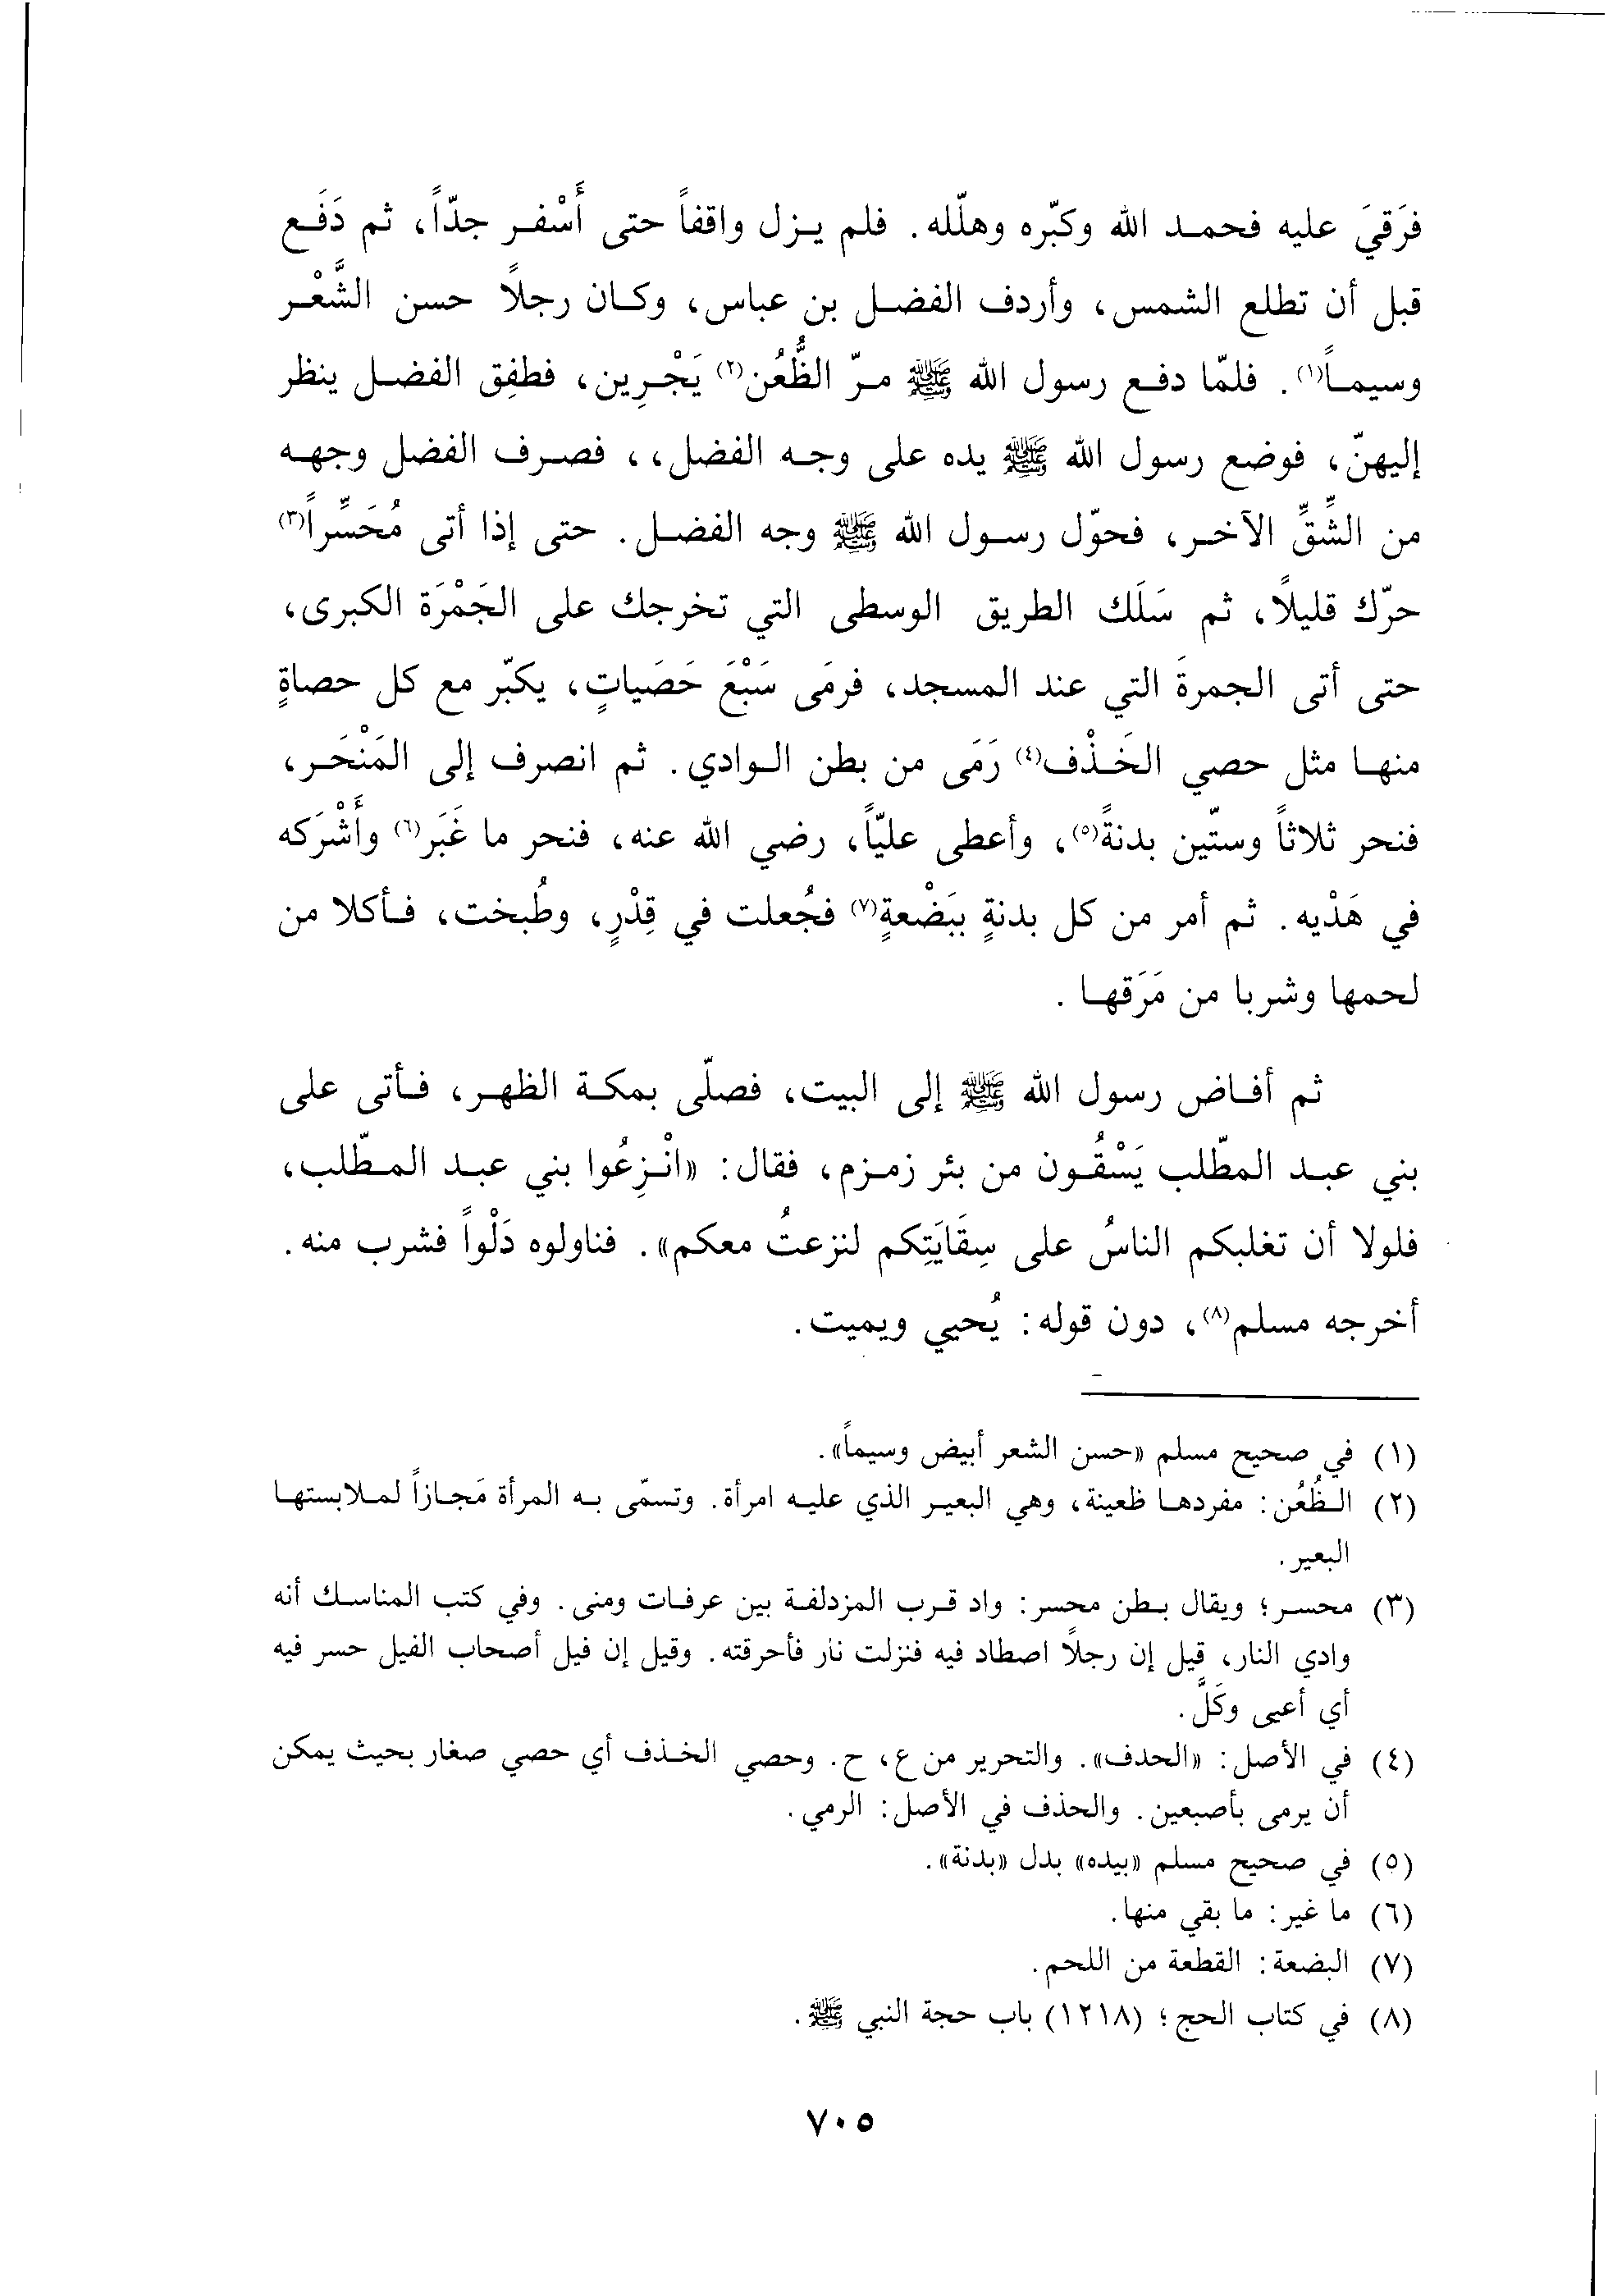 فرَقيَ عليه فحمد الله وكبّره وهلّله. فلم يزل واقفاً حتى أَسْفر جدّاً، ثم دَفَع
قبل أن تطلع الشمس، وأردف الفضل بن عباس، وكان رجلاً حسن الشَّعْر
وسيماً(١). فلمّا دفع رسول الله ﷺ مرّ الظُّعُن(٢) يَجْرِين، فطفِق الفضل ينظر
إليهنّ، فوضع رسول الله ﷺ يده على وجه الفضل،، فصرف الفضل وجهه
من الشِّقِّ الآخر، فحوّل رسول الله ﷺ وجه الفضل. حتى إذا أتى مُحَسِّراً(٣)
حرّك قليلاً، ثم سَلَك الطريق الوسطى التي تخرجك على الجَمْرَة الكبرى،
حتى أتى الجمرةَ التي عند المسجد، فرمَى سَبْعَ حَصَياتٍ، يكبّر مع كل حصاةٍ
منها مثل حصي الخَذْف(٤) رَمَى من بطن الوادي. ثم انصرف إلى المَنْحَر،
فنحر ثلاثاً وستّين بدنةً(٥)، وأعطى عليّاً، رضي الله عنه، فنحر ما غَبَر(٦) وأَشْرَكه
في هَدْيه. ثم أمر من كل بدنةٍ ببَضْعةٍ(٧) فجُعلت في قِدْرٍ، وطُبخت، فأكلا من
لحمها وشربا من مَرَقها.
ثم أفاض رسول الله ﷺ إلى البيت، فصلّى بمكة الظهر، فأتى على
بني عبد المطّلب يَسْقُون من بئر زمزم، فقال: «انْزِعُوا بني عبد المطّلب،
فلولا أن تغلبكم الناسُ على سِقَايَتِكم لنزعتُ معكم». فناولوه دَلْواً فشرب منه.
أخرجه مسلم(٨)، دون قوله: يُحيي ويميت.
(١) في صحيح مسلم «حسن الشعر أبيض وسيماً».
(٢) الظُعُن: مفردها ظعينة، وهي البعير الذي عليه امرأة. وتسمّى به المرأة مَجازاً لملابستها
البعير.
(٣) محسر؛ ويقال بطن محسر: واد قرب المزدلفة بين عرفات ومنى. وفي كتب المناسك أنه
وادي النار، قيل إن رجلاً اصطاد فيه فنزلت نار فأحرقته. وقيل إن فيل أصحاب الفيل حسر فيه
أي أعيى وكَلَّ.
(٤) في الأصل: «الحدف». والتحرير من ع، ح. وحصي الخذف أي حصي صغار بحيث يمكن
أن يرمى بأصبعين. والحذف في الأصل: الرمي.
(٥) في صحيح مسلم «بيده» بدل «بدنة».
(٦) ما غير: ما بقي منها.
(٧) البضعة: القطعة من اللحم.
(٨) في كتاب الحج؛ (١٢١٨) باب حجة النبي ﷺ.
٧٠٥